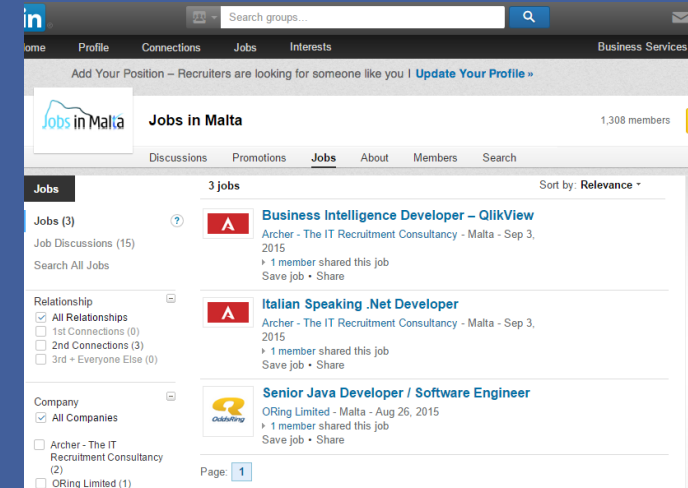 in
Search groups...
ome Profile Connections Jobs Interests Business Services
Add Your Position – Recruiters are looking for someone like you | Update Your Profile »
Jobs in Malta
Jobs in Malta
1,308 members
Discussions Promotions Jobs About Members Search
Jobs
3 jobs
Sort by: Relevance
Jobs (3) ?
Job Discussions (15)
Search All Jobs
Relationship
All Relationships
1st Connections (0)
2nd Connections (3)
3rd + Everyone Else (0)
Company
All Companies
Archer - The IT
Recruitment Consultancy
(2)
ORing Limited (1)
Business Intelligence Developer – QlikView
Archer - The IT Recruitment Consultancy - Malta - Sep 3,
2015
1 member shared this job
Save job • Share
Italian Speaking .Net Developer
Archer - The IT Recruitment Consultancy - Malta - Sep 3,
2015
1 member shared this job
Save job • Share
OddsRing
Senior Java Developer / Software Engineer
ORing Limited - Malta - Aug 26, 2015
1 member shared this job
Save job • Share
Page: 1